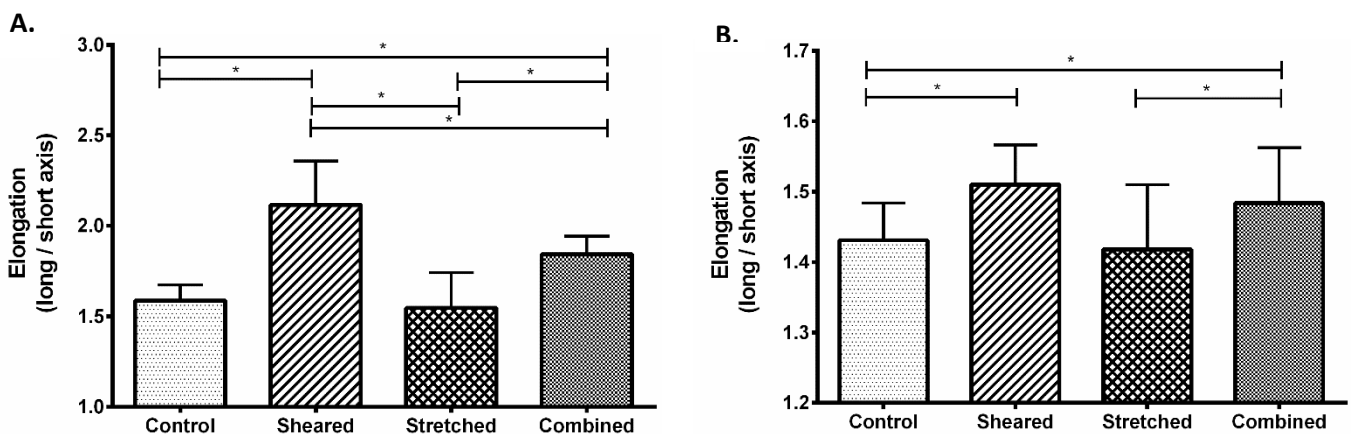 A.
Elongation
(long / short axis)
3.0
2.5
2.0
1.5
1.0
*
*
*
*
*
Control
Sheared
Stretched
Combined
B.
Elongation
(long / short axis)
1.7
1.6
1.5
1.4
1.3
1.2
*
*
*
Control
Sheared
Stretched
Combined